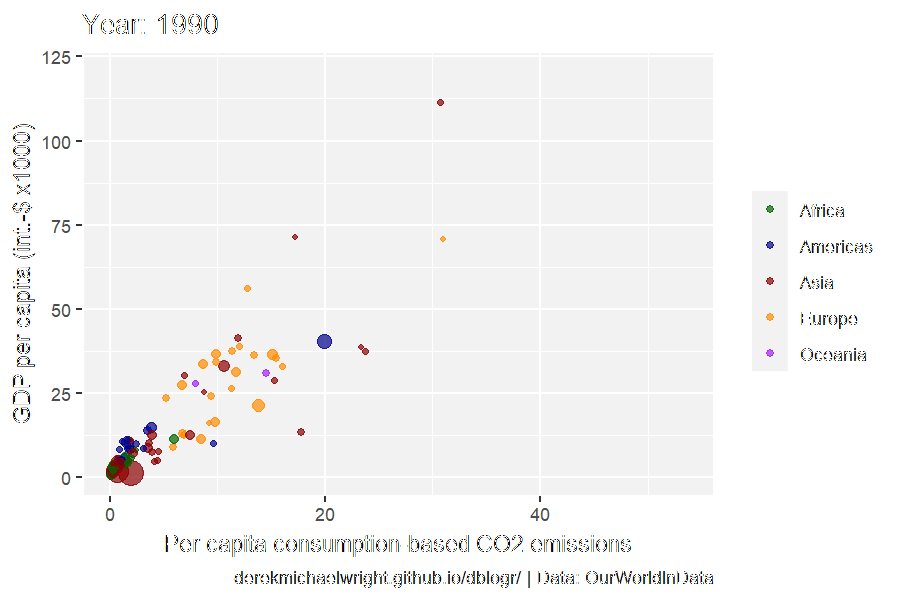 Year: 1990
125
100
75
50
25
0
GDP per capita (int.-$ x1000)
0 20 40
Per capita consumption-based CO2 emissions
Africa
Americas
Asia
Europe
Oceania
derekmichaelwright.github.io/dblogr/ | Data: OurWorldInData